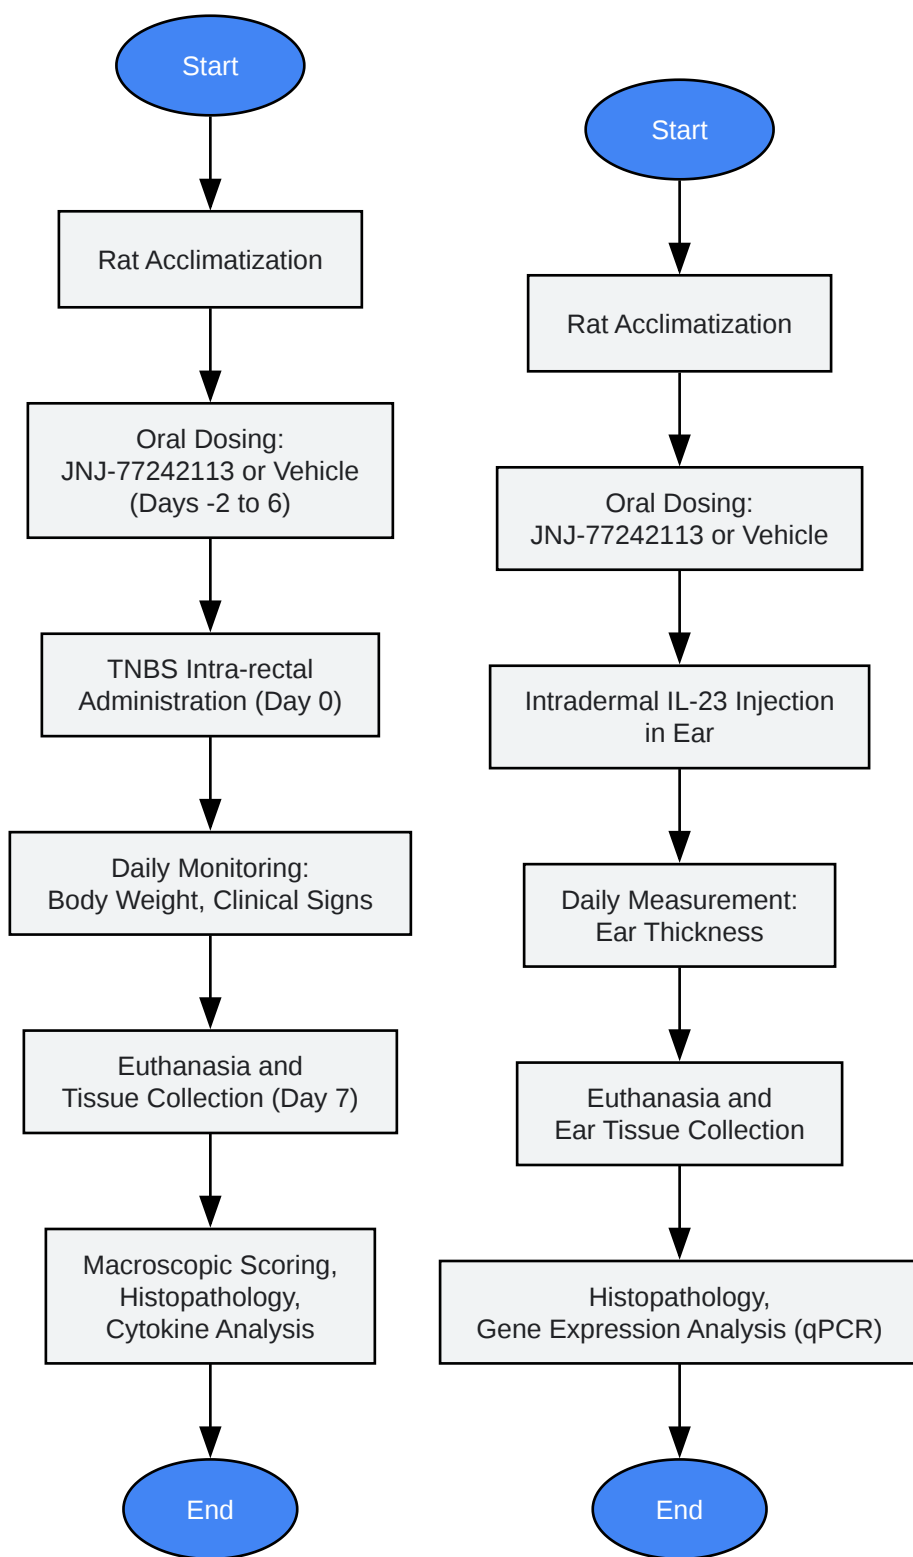 Start
Rat Acclimatization
Oral Dosing:
JNJ-77242113 or Vehicle
(Days -2 to 6)
TNBS Intra-rectal
Administration (Day 0)
Daily Monitoring:
Body Weight, Clinical Signs
Euthanasia and
Tissue Collection (Day 7)
Macroscopic Scoring,
Histopathology,
Cytokine Analysis
End
Start
Rat Acclimatization
Oral Dosing:
JNJ-77242113 or Vehicle
Intradermal IL-23 Injection
in Ear
Daily Measurement:
Ear Thickness
Euthanasia and
Ear Tissue Collection
Histopathology,
Gene Expression Analysis (qPCR)
End